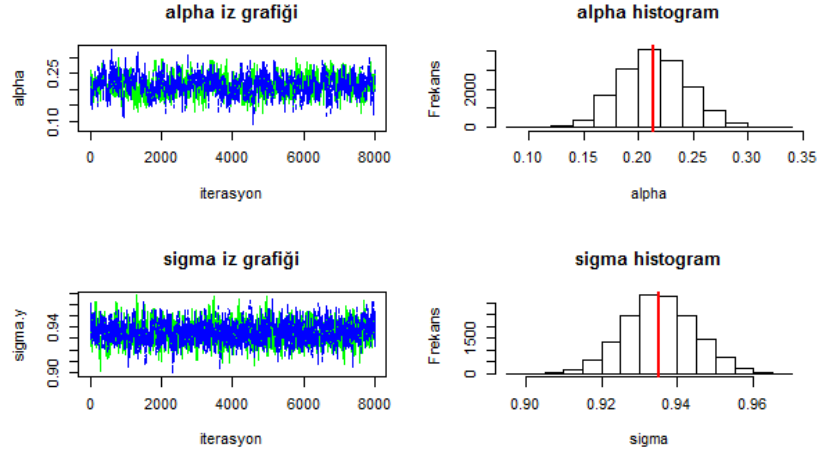 alpha iz grafiği
alpha
0.10 0.25
0 2000 4000 6000 8000
iterasyon
alpha histogram
Frekans
0 2000
0.10 0.15 0.20 0.25 0.30 0.35
alpha
sigma iz grafiği
sigma.y
0.90 0.94
0 2000 4000 6000 8000
iterasyon
sigma histogram
Frekans
0 1500
0.90 0.92 0.94 0.96
sigma